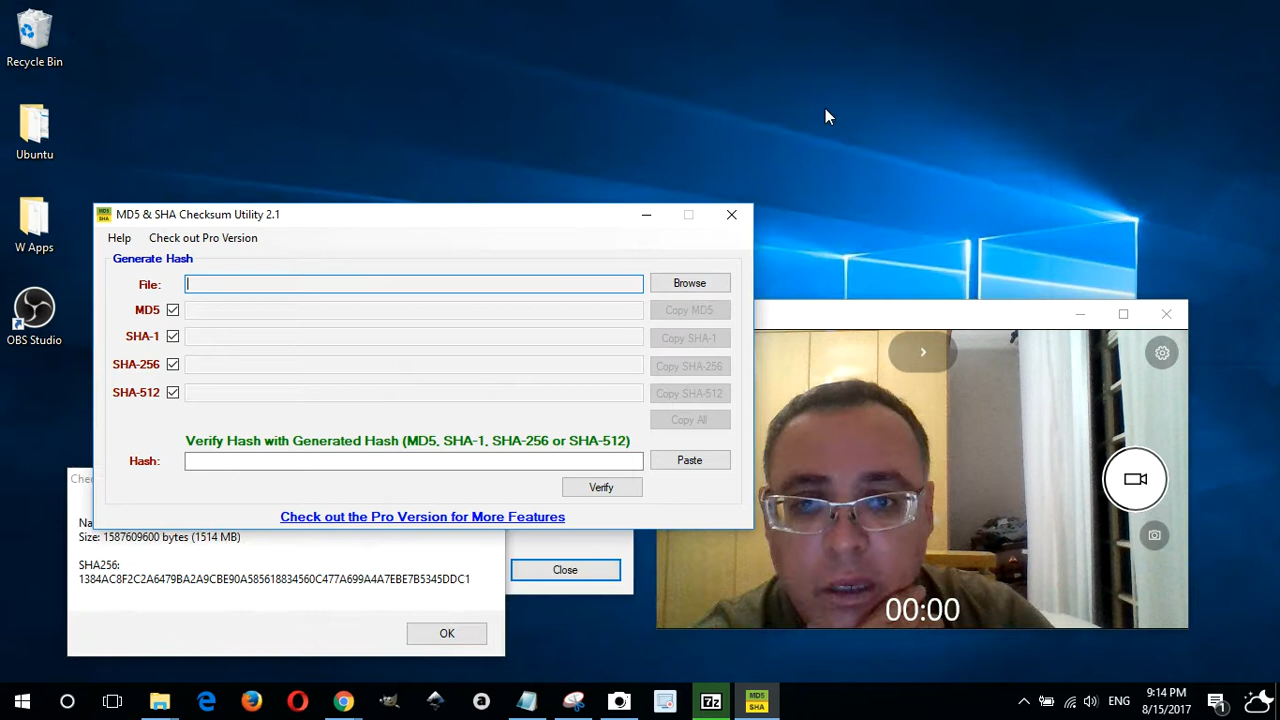 Recycle Bin
Ubuntu
W Apps
OBS Studio
MD5 & SHA Checksum Utility 2.1
Help Check out Pro Version
Generate Hash
File: Browse
MD5 Copy MD5
SHA-1 Copy SHA-1
SHA-256 Copy SHA-256
SHA-512 Copy SHA-512
Copy All
Verify Hash with Generated Hash (MD5, SHA-1, SHA-256 or SHA-512)
Hash: Paste
Verify
Check out the Pro Version for More Features
Size: 1587609600 bytes (1514 MB)
SHA256:
1384AC8F2C2A6479BA2A9CBE90A585618834560C477A699A4A7EBE7B5345DDC1
OK
Close
00:00
7z
MD5
SHA
ENG
9:14 PM
8/15/2017
1